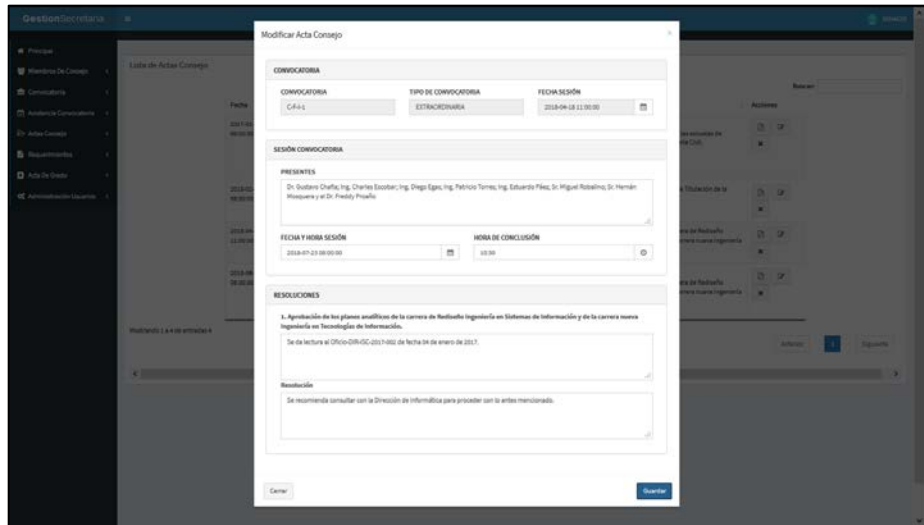 GestionSecretaria
Modificar Acta Consejo
×
Principal
Miembros De Consejo
Convocatoria
Asistencia Convocatoria
Actas Consejo
Requerimientos
Acta De Grado
Administración Usuarios
Lista de Actas Consejo
Buscar:
Fecha
Acciones
CONVOCATORIA
CONVOCATORIA
TIPO DE CONVOCATORIA
FECHA SESIÓN
C-F-I-1
EXTRAORDINARIA
2018-04-18 11:00:00
SESIÓN CONVOCATORIA
PRESENTES
Dr. Gustavo Chafla; Ing. Charles Escobar; Ing. Diego Egas; Ing. Patricio Torres; Ing. Estuardo Páez; Sr. Miguel Robalino; Sr. Hernán
Mosquera y el Dr. Freddy Proaño
FECHA Y HORA SESIÓN
HORA DE CONCLUSIÓN
2018-07-23 08:00:00
10:30
RESOLUCIONES
1. Aprobación de los planes analíticos de la carrera de Rediseño Ingeniería en Sistemas de Información y de la carrera nueva
Ingeniería en Tecnologías de Información.
Se da lectura al Oficio-DIR-ISC-2017-002 de fecha 04 de enero de 2017.
Resolución
Se recomienda consultar con la Dirección de Informática para proceder con lo antes mencionado.
Mostrando 1 a 4 de entradas 4
Anterior
1
Siguiente
Cerrar
Guardar